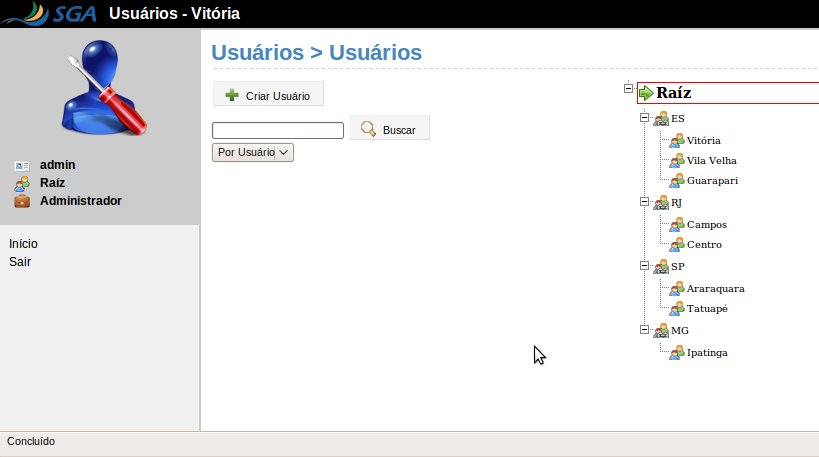 SGA Usuários - Vitória
admin
Raíz
Administrador
Início
Sair
Usuários > Usuários
Criar Usuário
Buscar
Por Usuário
Raíz
ES
Vitória
Vila Velha
Guarapari
RJ
Campos
Centro
SP
Araraquara
Tatuapé
MG
Ipatinga
Concluído